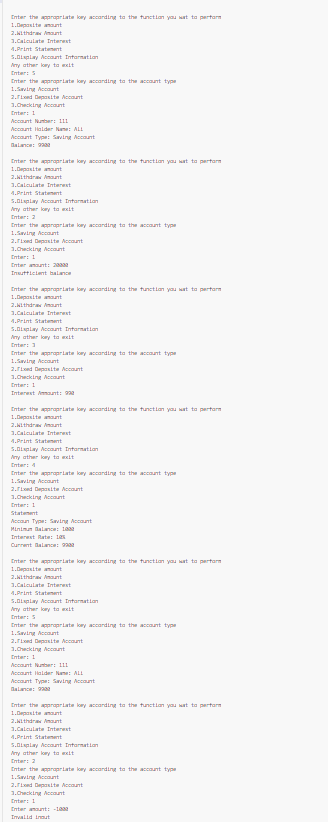 Enter the appropriate key according to the function you wat to perform
1.Deposite amount
2.Withdraw Amount
3.Calculate Interest
4.Print Statement
5.Display Account Information
Any other key to exit
Enter: 5
Enter the appropriate key according to the account type
1.Saving Account
2.Fixed Deposite Account
3.Checking Account
Enter: 1
Account Number: 111
Account Holder Name: Ali
Account Type: Saving Account
Balance: 9900
Enter the appropriate key according to the function you wat to perform
1.Deposite amount
2.Withdraw Amount
3.Calculate Interest
4.Print Statement
5.Display Account Information
Any other key to exit
Enter: 2
Enter the appropriate key according to the account type
1.Saving Account
2.Fixed Deposite Account
3.Checking Account
Enter: 1
Enter amount: 20000
Insufficient balance
Enter the appropriate key according to the function you wat to perform
1.Deposite amount
2.Withdraw Amount
3.Calculate Interest
4.Print Statement
5.Display Account Information
Any other key to exit
Enter: 3
Enter the appropriate key according to the account type
1.Saving Account
2.Fixed Deposite Account
3.Checking Account
Enter: 1
Interest Ammount: 990
Enter the appropriate key according to the function you wat to perform
1.Deposite amount
2.Withdraw Amount
3.Calculate Interest
4.Print Statement
5.Display Account Information
Any other key to exit
Enter: 4
Enter the appropriate key according to the account type
1.Saving Account
2.Fixed Deposite Account
3.Checking Account
Enter: 1
Statement
Accoun Type: Saving Account
Minimum Balance: 1000
Interest Rate: 10%
Current Balance: 9900
Enter the appropriate key according to the function you wat to perform
1.Deposite amount
2.Withdraw Amount
3.Calculate Interest
4.Print Statement
5.Display Account Information
Any other key to exit
Enter: 5
Enter the appropriate key according to the account type
1.Saving Account
2.Fixed Deposite Account
3.Checking Account
Enter: 1
Account Number: 111
Account Holder Name: Ali
Account Type: Saving Account
Balance: 9900
Enter the appropriate key according to the function you wat to perform
1.Deposite amount
2.Withdraw Amount
3.Calculate Interest
4.Print Statement
5.Display Account Information
Any other key to exit
Enter: 2
Enter the appropriate key according to the account type
1.Saving Account
2.Fixed Deposite Account
3.Checking Account
Enter: 1
Enter amount: -1000
Invalid input